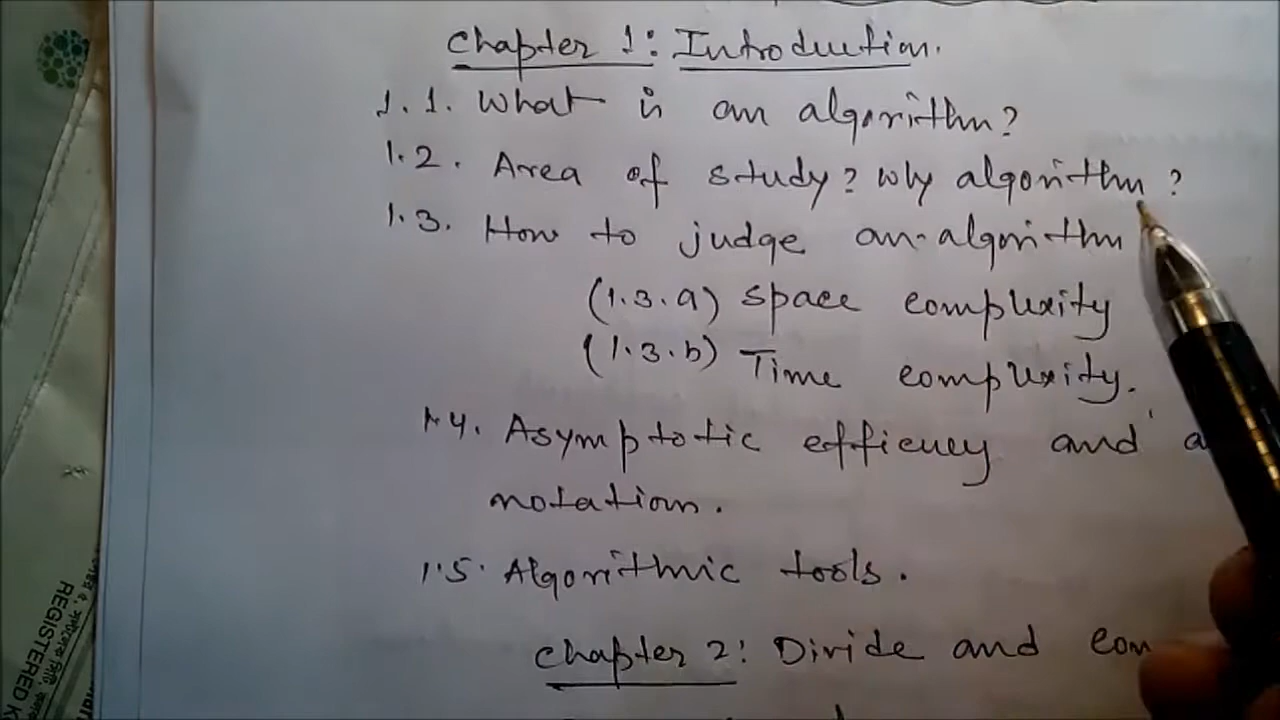 Chapter 1: Introduction.
1.1. What is an algorithm?
1.2. Area of study? Why algorithm?
1.3. How to judge an algorithm
(1.3.a) Space complexity
(1.3.b) Time complexity.
1.4. Asymptotic efficiency and
notation.
1.5. Algorithmic tools.
Chapter 2: Divide and con
REGISTERED